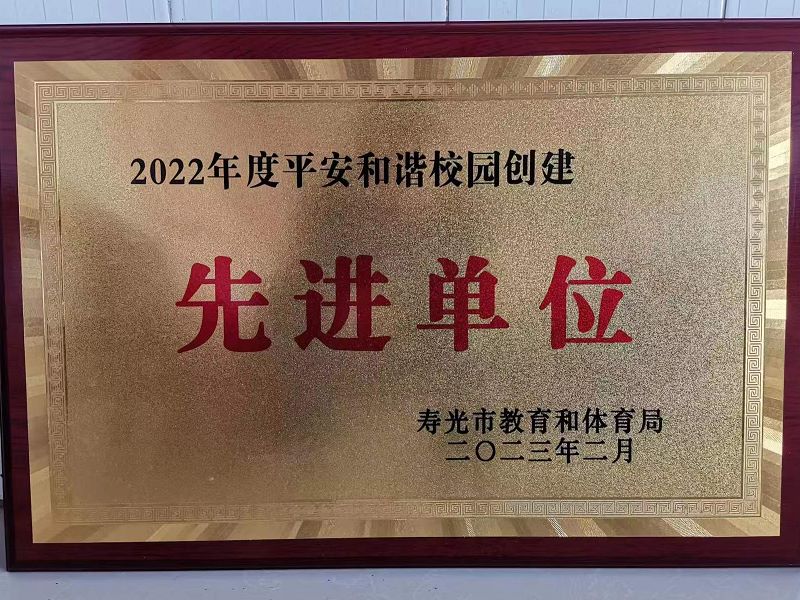 2022年度平安和谐校园创建
先进单位
寿光市教育和体育局
二〇二三年二月